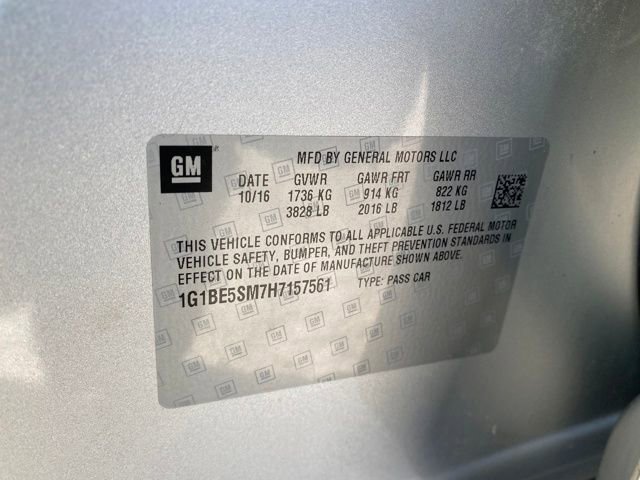 GM
MFD BY GENERAL MOTORS LLC
DATE GVWR GAWR FRT GAWR RR
10/16 1736 KG 914 KG 822 KG
3828 LB 2016 LB 1812 LB
THIS VEHICLE CONFORMS TO ALL APPLICABLE U.S. FEDERAL MOTOR
VEHICLE SAFETY, BUMPER, AND THEFT PREVENTION STANDARDS IN
EFFECT ON THE DATE OF MANUFACTURE SHOWN ABOVE.
1G1BE5SM7H7157561 TYPE: PASS CAR